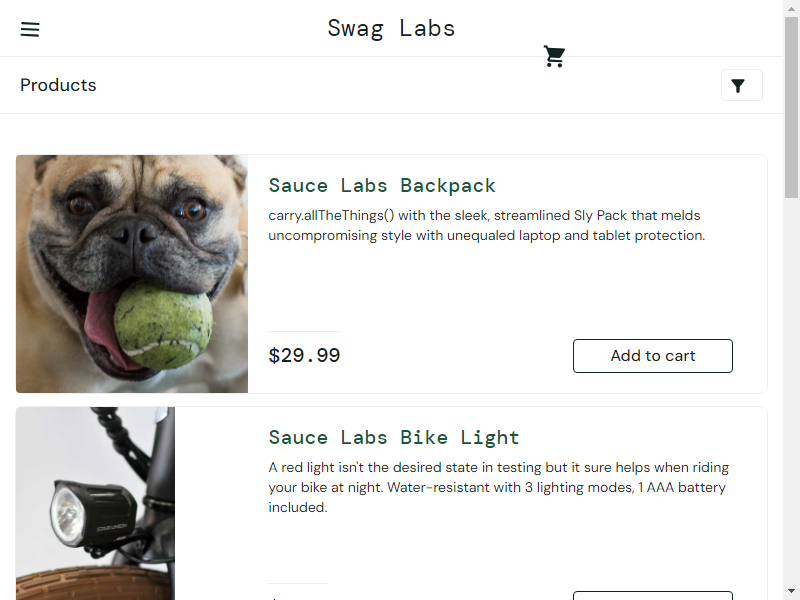 Swag Labs
Products
Sauce Labs Backpack
carry.allTheThings() with the sleek, streamlined Sly Pack that melds
uncompromising style with unequaled laptop and tablet protection.
$29.99
Add to cart
Sauce Labs Bike Light
A red light isn't the desired state in testing but it sure helps when riding
your bike at night. Water-resistant with 3 lighting modes, 1 AAA battery
included.